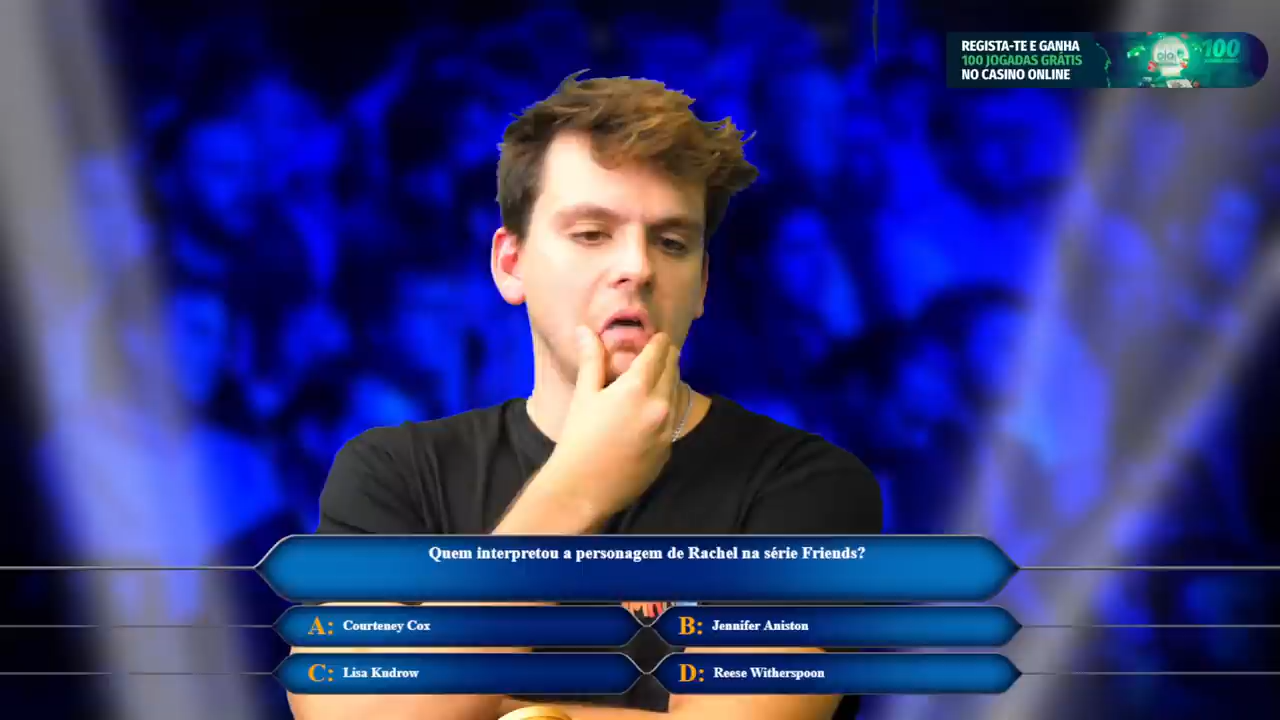 REGISTA-TE E GANHA
100 JOGADAS GRÁTIS
NO CASINO ONLINE
100
Quem interpretou a personagem de Rachel na série Friends?
A: Courteney Cox
B: Jennifer Aniston
C: Lisa Kudrow
D: Reese Witherspoon